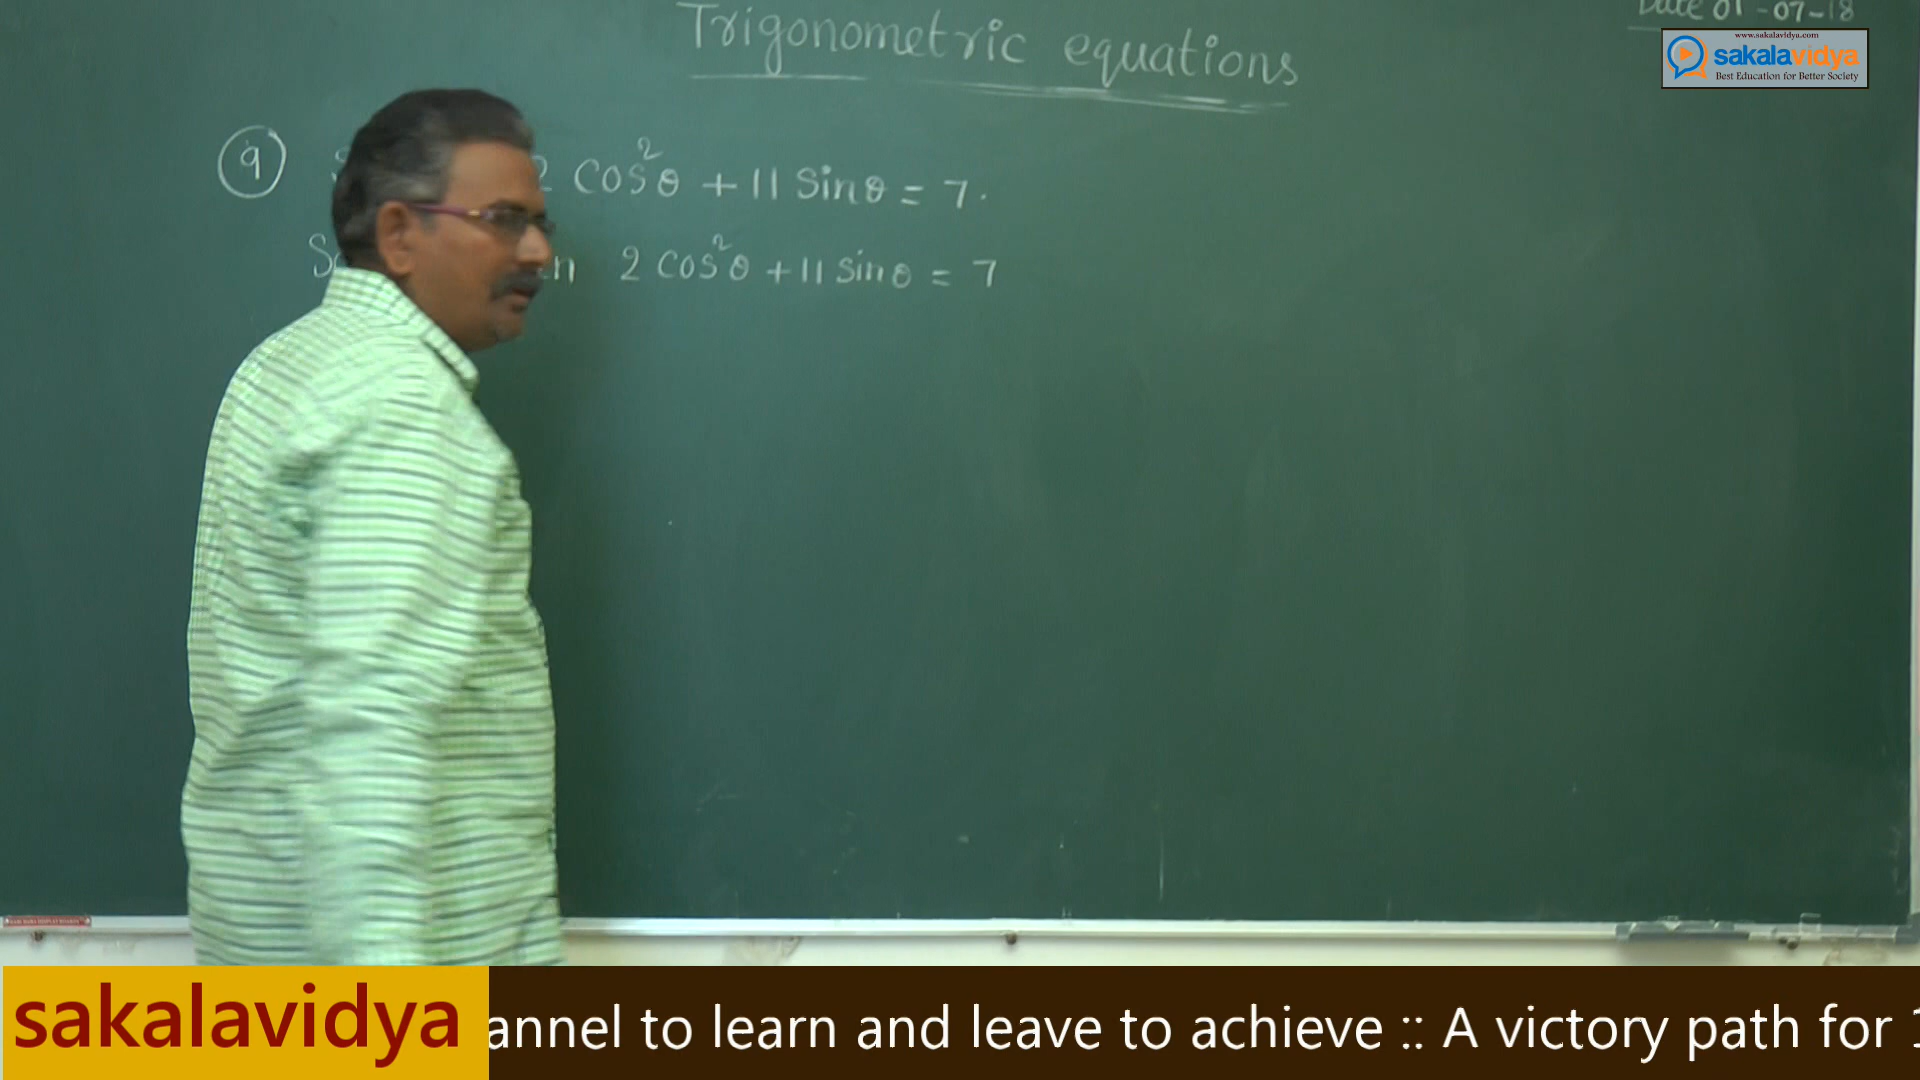 Trigonometric equations
Date 01-07-18
www.sakalavidya.com
sakalavidya
Best Education for Better Society
9 2 cos²θ + 11 sinθ = 7.
2 cos²θ + 11 sinθ = 7
sakalavidya
annel to learn and leave to achieve :: A victory path for